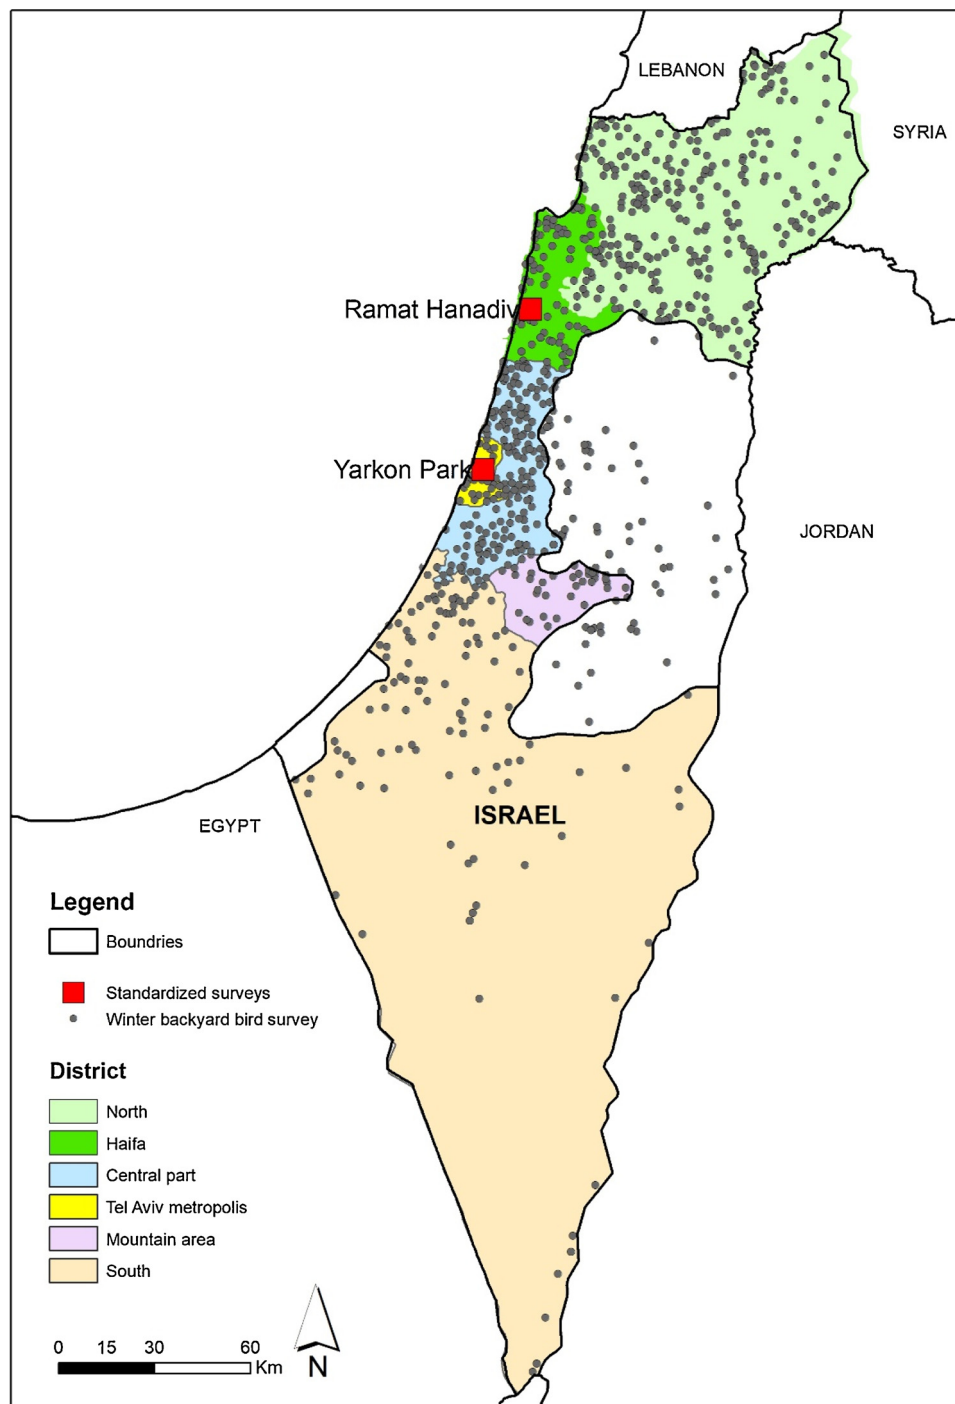 LEBANON
SYRIA
Ramat Hanadiv
Yarkon Park
JORDAN
ISRAEL
EGYPT
Legend
Boundries
Standardized surveys
Winter backyard bird survey
District
North
Haifa
Central part
Tel Aviv metropolis
Mountain area
South
0 15 30 60
Km
N